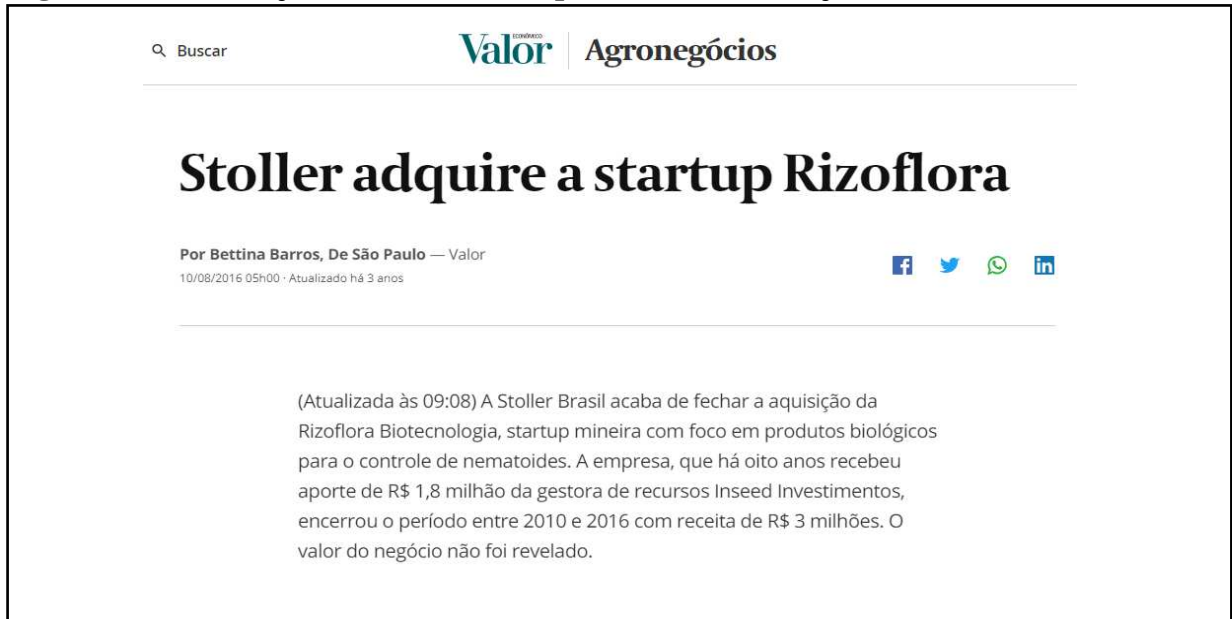 Buscar
Valor ECONÔMICO
Agronegócios
Stoller adquire a startup Rizoflora
Por Bettina Barros, De São Paulo — Valor
10/08/2016 05h00 · Atualizado há 3 anos
(Atualizada às 09:08) A Stoller Brasil acaba de fechar a aquisição da
Rizoflora Biotecnologia, startup mineira com foco em produtos biológicos
para o controle de nematoides. A empresa, que há oito anos recebeu
aporte de R$ 1,8 milhão da gestora de recursos Inseed Investimentos,
encerrou o período entre 2010 e 2016 com receita de R$ 3 milhões. O
valor do negócio não foi revelado.